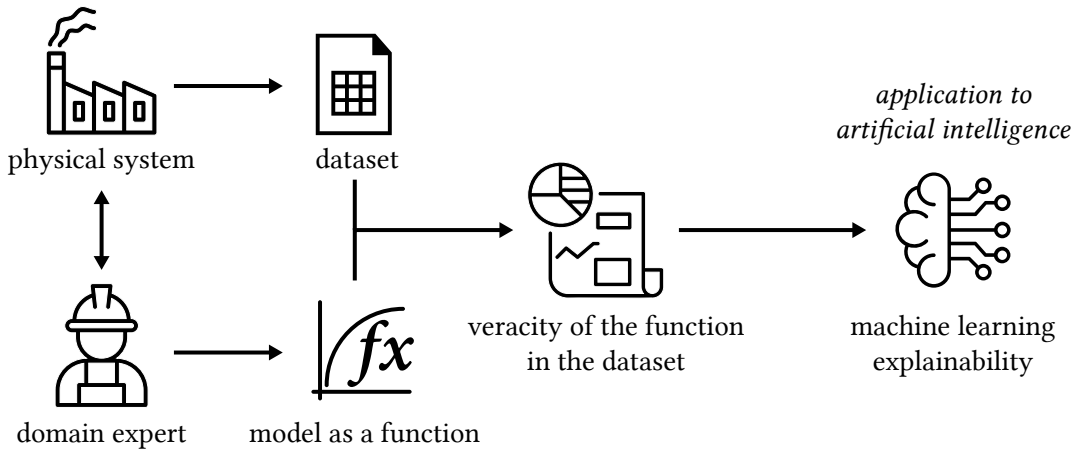 application to
artificial intelligence
physical system
dataset
fx
veracity of the function
in the dataset
machine learning
explainability
domain expert
model as a function